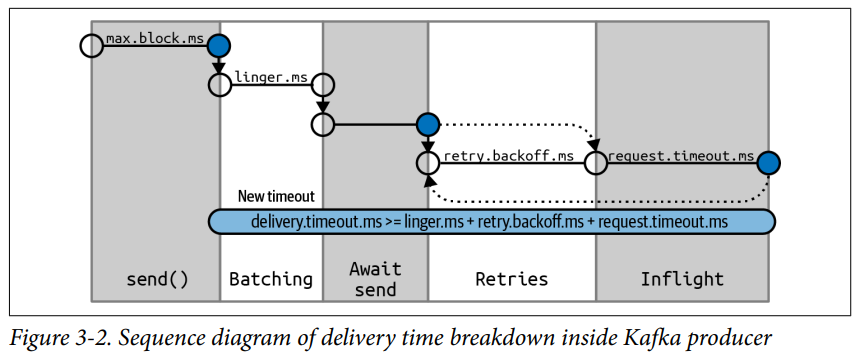 max.block.ms
linger.ms
retry.backoff.ms
request.timeout.ms
New timeout
delivery.timeout.ms >= linger.ms + retry.backoff.ms + request.timeout.ms
send()
Batching
Await
send
Retries
Inflight
Figure 3-2. Sequence diagram of delivery time breakdown inside Kafka producer